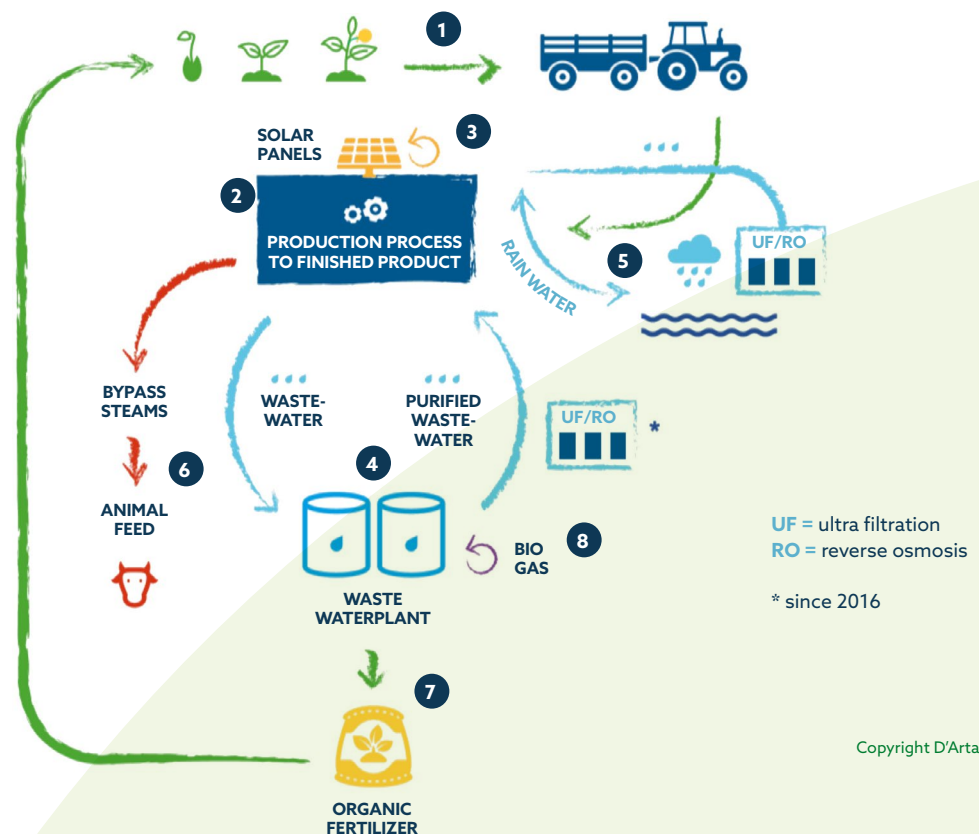 1
SOLAR
PANELS
3
2
PRODUCTION PROCESS
TO FINISHED PRODUCT
RAIN WATER
5
UF/RO
BYPASS
STEAMS
WASTE-
WATER
PURIFIED
WASTE-
WATER
UF/RO
*
6
4
ANIMAL
FEED
BIO
GAS
8
WASTE
WATERPLANT
UF = ultra filtration
RO = reverse osmosis
* since 2016
7
ORGANIC
FERTILIZER
Copyright D'Arta